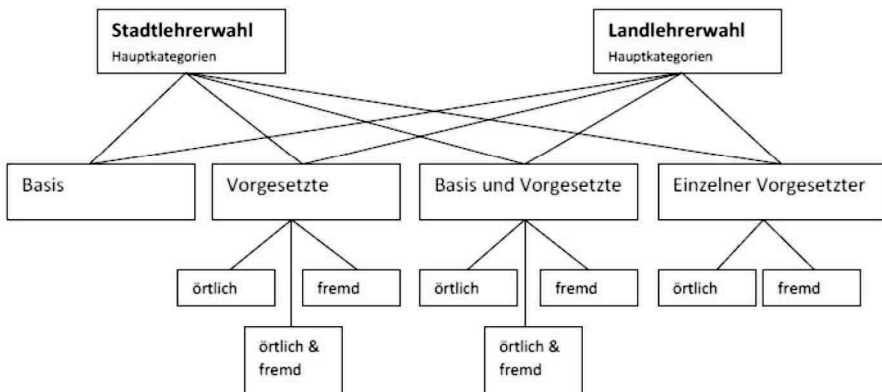 Stadtlehrerwahl
Hauptkategorien
Landlehrerwahl
Hauptkategorien
Basis
Vorgesetzte
Basis und Vorgesetzte
Einzelner Vorgesetzter
örtlich
fremd
örtlich
fremd
örtlich
fremd
örtlich &
fremd
örtlich &
fremd